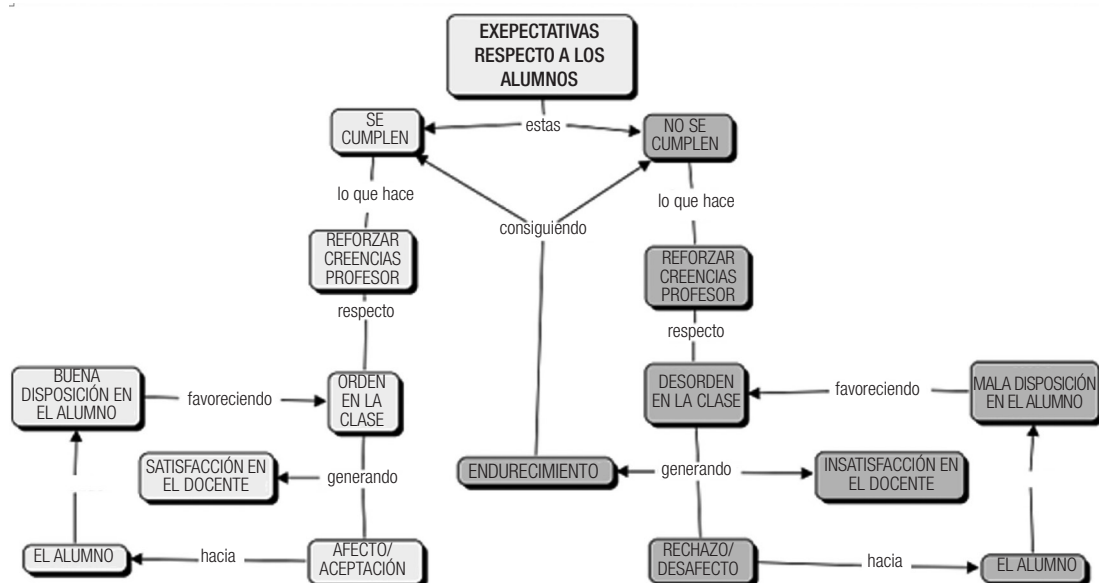 EXEPECTATIVAS
RESPECTO A LOS
ALUMNOS
estas
SE
CUMPLEN
NO SE
CUMPLEN
lo que hace
lo que hace
consiguiendo
REFORZAR
CREENCIAS
PROFESOR
REFORZAR
CREENCIAS
PROFESOR
respecto
respecto
BUENA
DISPOSICIÓN EN
EL ALUMNO
favoreciendo
ORDEN
EN LA
CLASE
DESORDEN
EN LA CLASE
favoreciendo
MALA DISPOSICIÓN
EN EL ALUMNO
SATISFACCIÓN EN
EL DOCENTE
generando
ENDURECIMIENTO
generando
INSATISFACCIÓN EN
EL DOCENTE
EL ALUMNO
hacia
AFECTO/
ACEPTACIÓN
RECHAZO/
DESAFECTO
hacia
EL ALUMNO